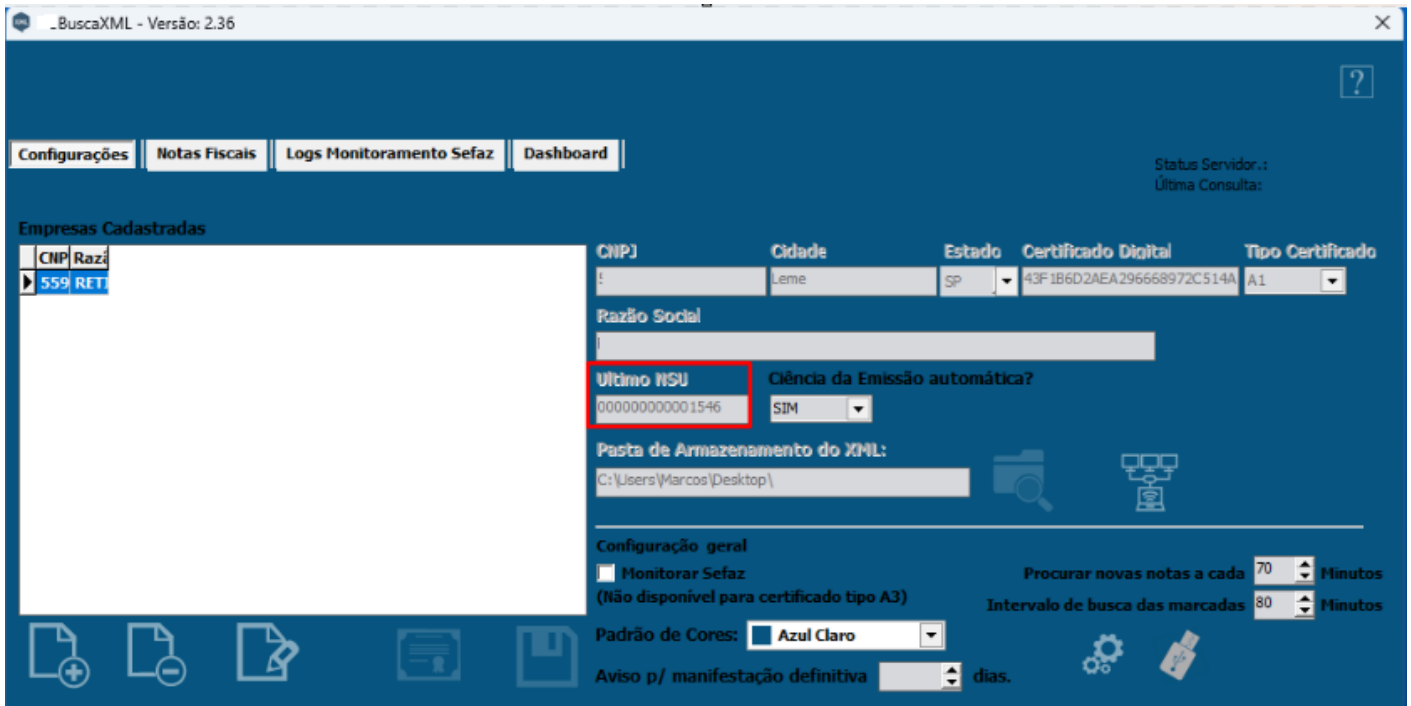 _BuscaXML - Versão: 2.36
?
Configurações Notas Fiscais Logs Monitoramento Sefaz Dashboard
Status Servidor.:
Última Consulta:
Empresas Cadastradas
CNP Razã
559 RETI
CNPJ Cidade Estado Certificado Digital Tipo Certificado
Leme SP 43F1B6D2AEA296668972C514A A1
Razão Social
Ultimo NSU Ciência da Emissão automática?
000000000001546 SIM
Pasta de Armazenamento do XML:
C:\Users\Marcos\Desktop\
Configuração geral
Monitorar Sefaz
(Não disponível para certificado tipo A3)
Procurar novas notas a cada 70 Minutos
Intervalo de busca das marcadas 80 Minutos
Padrão de Cores: Azul Claro
Aviso p/ manifestação definitiva dias.